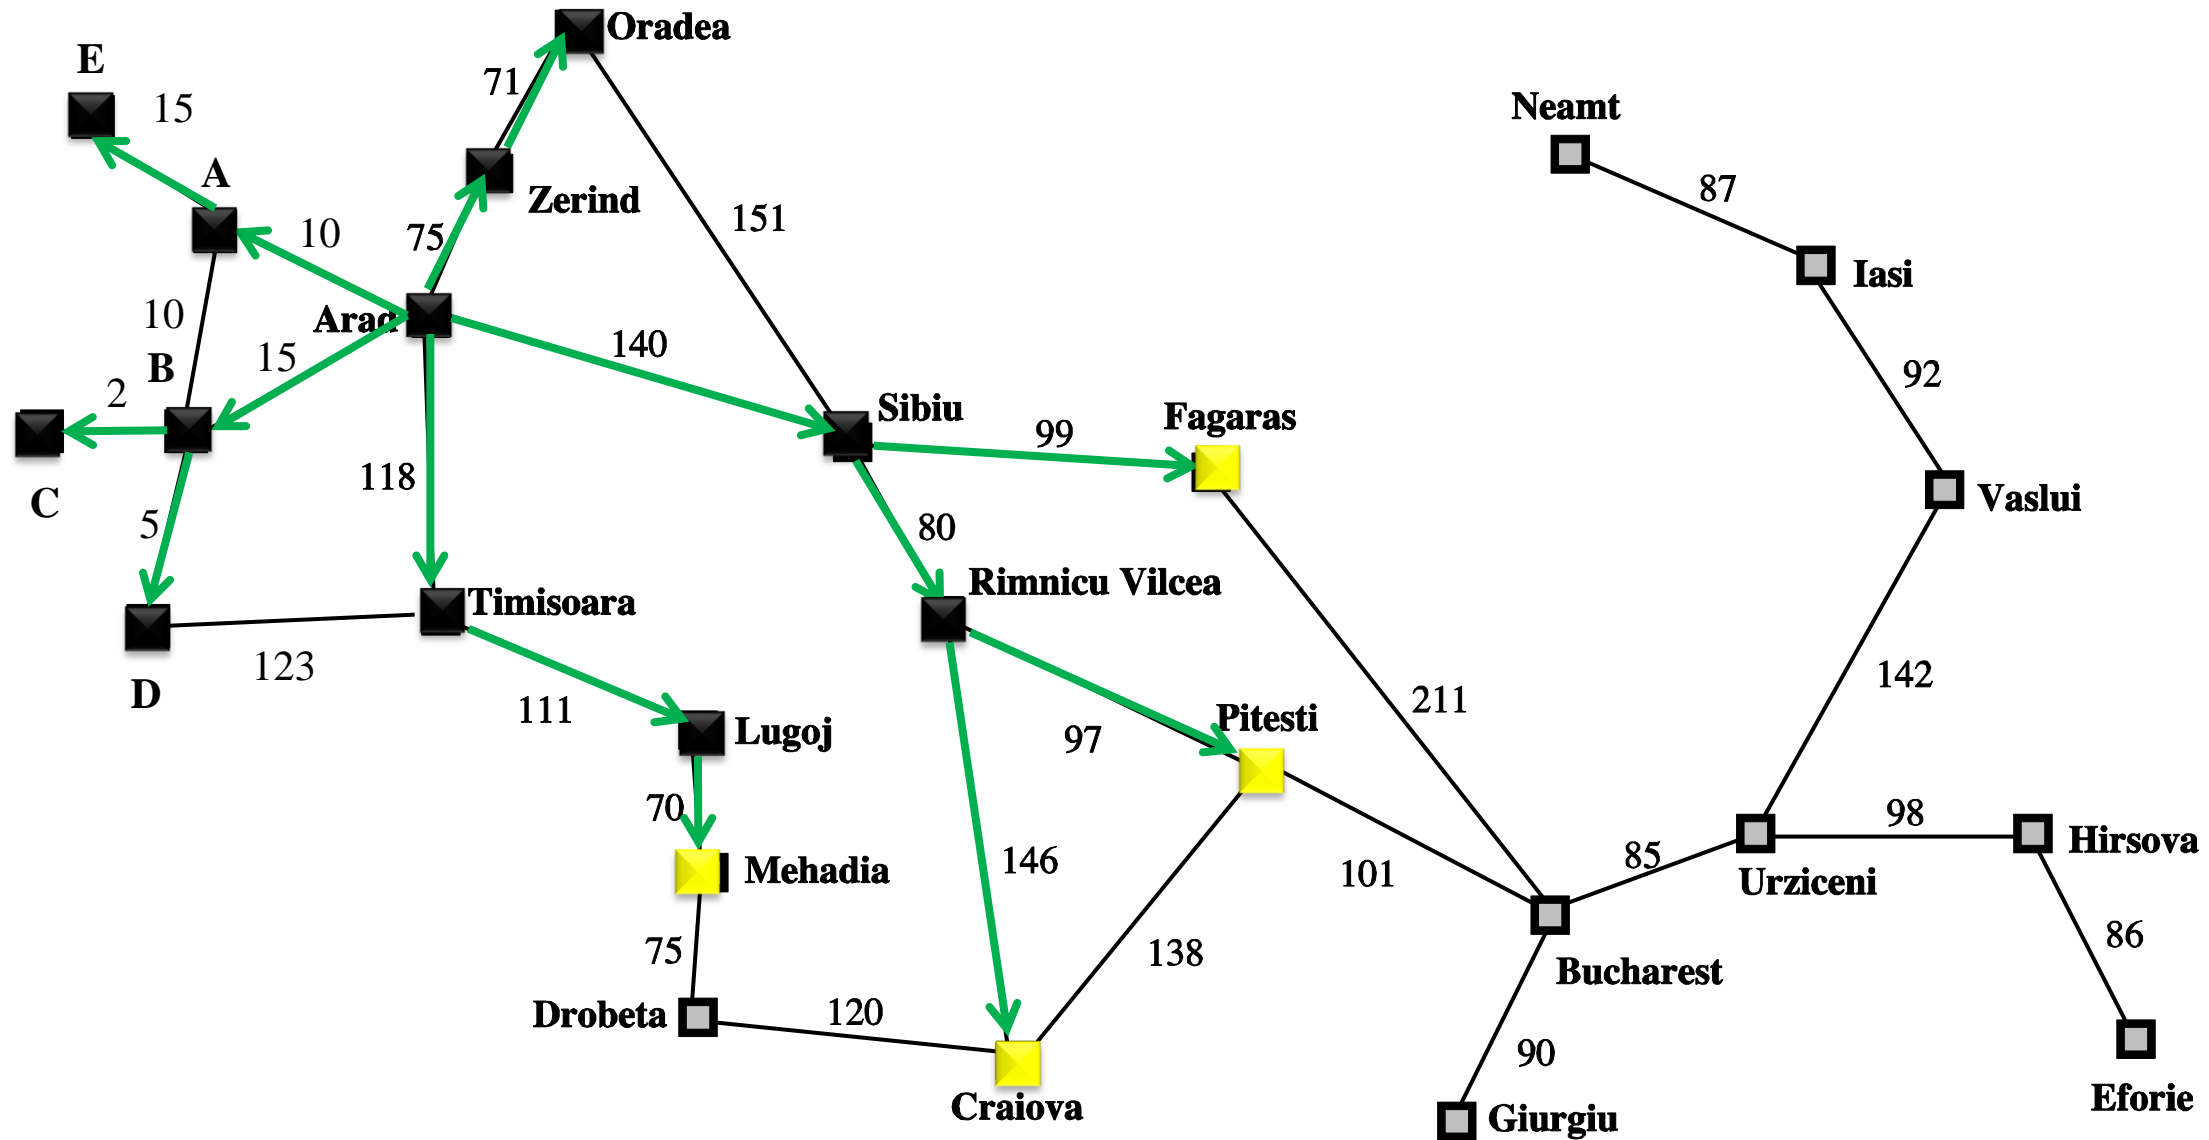 Oradea
E
71
15
Neamt
A
Zerind
87
151
10
75
Iasi
10
Arad
140
B
15
92
2
Sibiu
Fagaras
99
118
C
5
Vaslui
80
Rimnicu Vilcea
Timisoara
123
D
142
111
211
Pitesti
Lugoj
97
70
98
Hirsova
85
146
Mehadia
101
Urziceni
86
75
138
Bucharest
Drobeta
120
90
Eforie
Craiova
Giurgiu